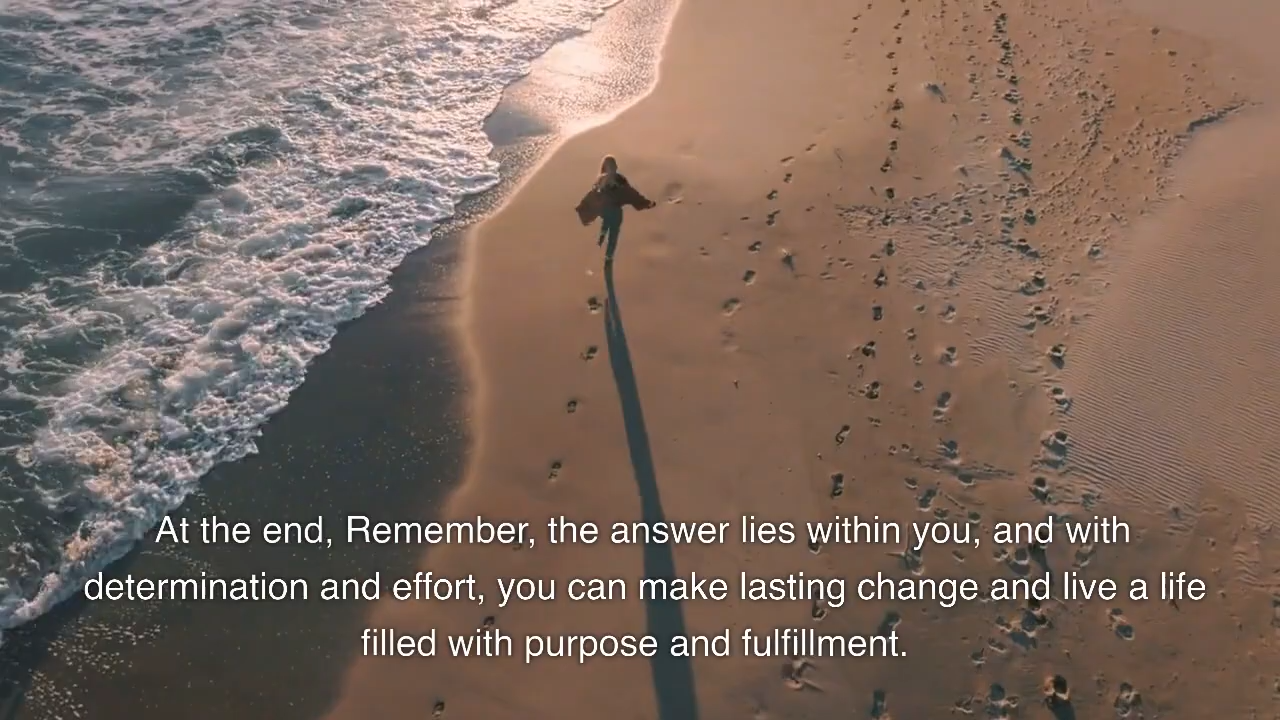 At the end, Remember, the answer lies within you, and with
determination and effort, you can make lasting change and live a life
filled with purpose and fulfillment.